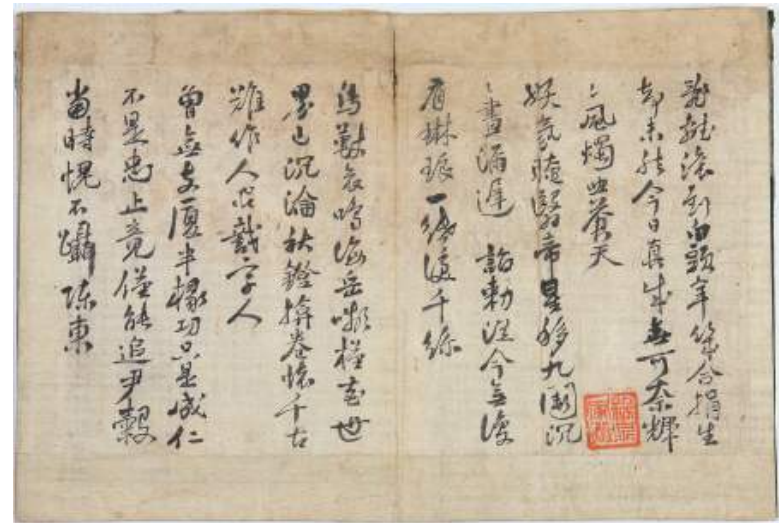 亂離滾到白頭年幾合捐生
却未然今日真成無可奈輝
〻風燭照蒼天
妖氛晻翳帝星移九闕沉
〻晝漏遲 詔勅從今無復
有琳琅一紙淚千絲
鳥獸哀鳴海岳嚬槿花世
界已沉淪秋鐙揜卷懷千古
難作人間識字人
曾無支厦半椽功只是成仁
不是忠止竟僅能追尹穀
當時愧不躡陳東